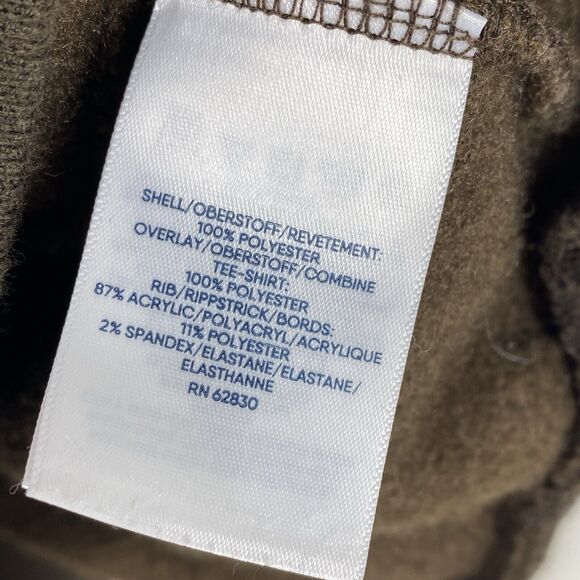 SHELL/OBERSTOFF/REVETEMENT:
100% POLYESTER
OVERLAY/OBERSTOFF/COMBINE
TEE-SHIRT:
100% POLYESTER
RIB/RIPPSTRICK/BORDS:
87% ACRYLIC/POLYACRYL/ACRYLIQUE
11% POLYESTER
2% SPANDEX/ELASTANE/ELASTANE/
ELASTHANNE
RN 62830